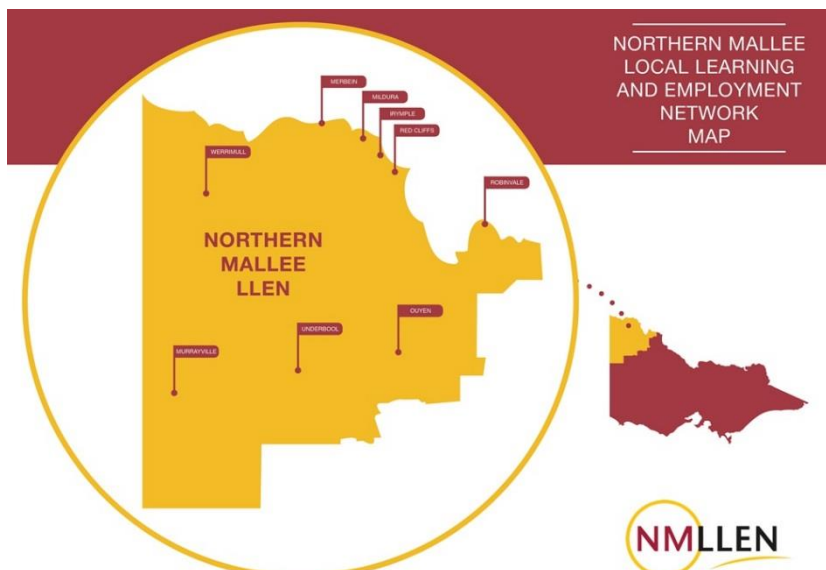 NORTHERN MALLEE
LOCAL LEARNING
AND EMPLOYMENT
NETWORK
MAP
MERBEIN
MILDURA
IRYMPLE
RED CLIFFS
WERRIMULL
ROBINVALE
NORTHERN
MALLEE
LLEN
OUYEN
UNDERBOOL
MURRAYVILLE
NMLLEN